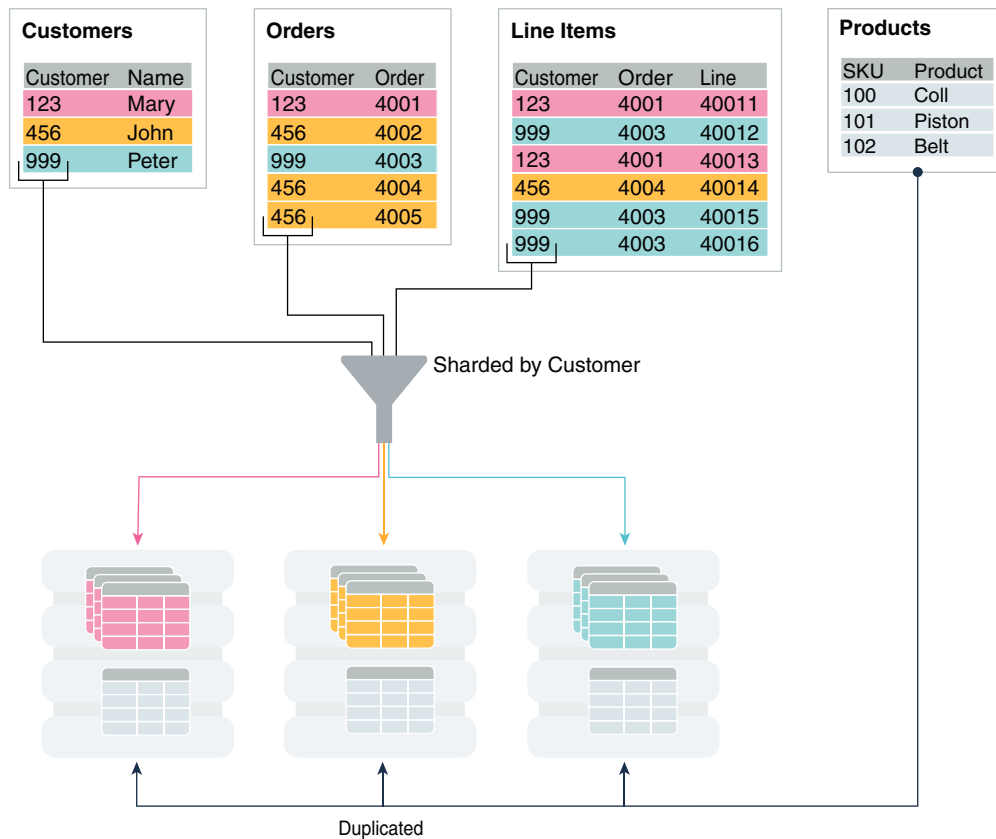 Customers
Customer Name
123 Mary
456 John
999 Peter
Orders
Customer Order
123 4001
456 4002
999 4003
456 4004
456 4005
Line Items
Customer Order Line
123 4001 40011
999 4003 40012
123 4001 40013
456 4004 40014
999 4003 40015
999 4003 40016
Products
SKU Product
100 Coll
101 Piston
102 Belt
Sharded by Customer
Duplicated